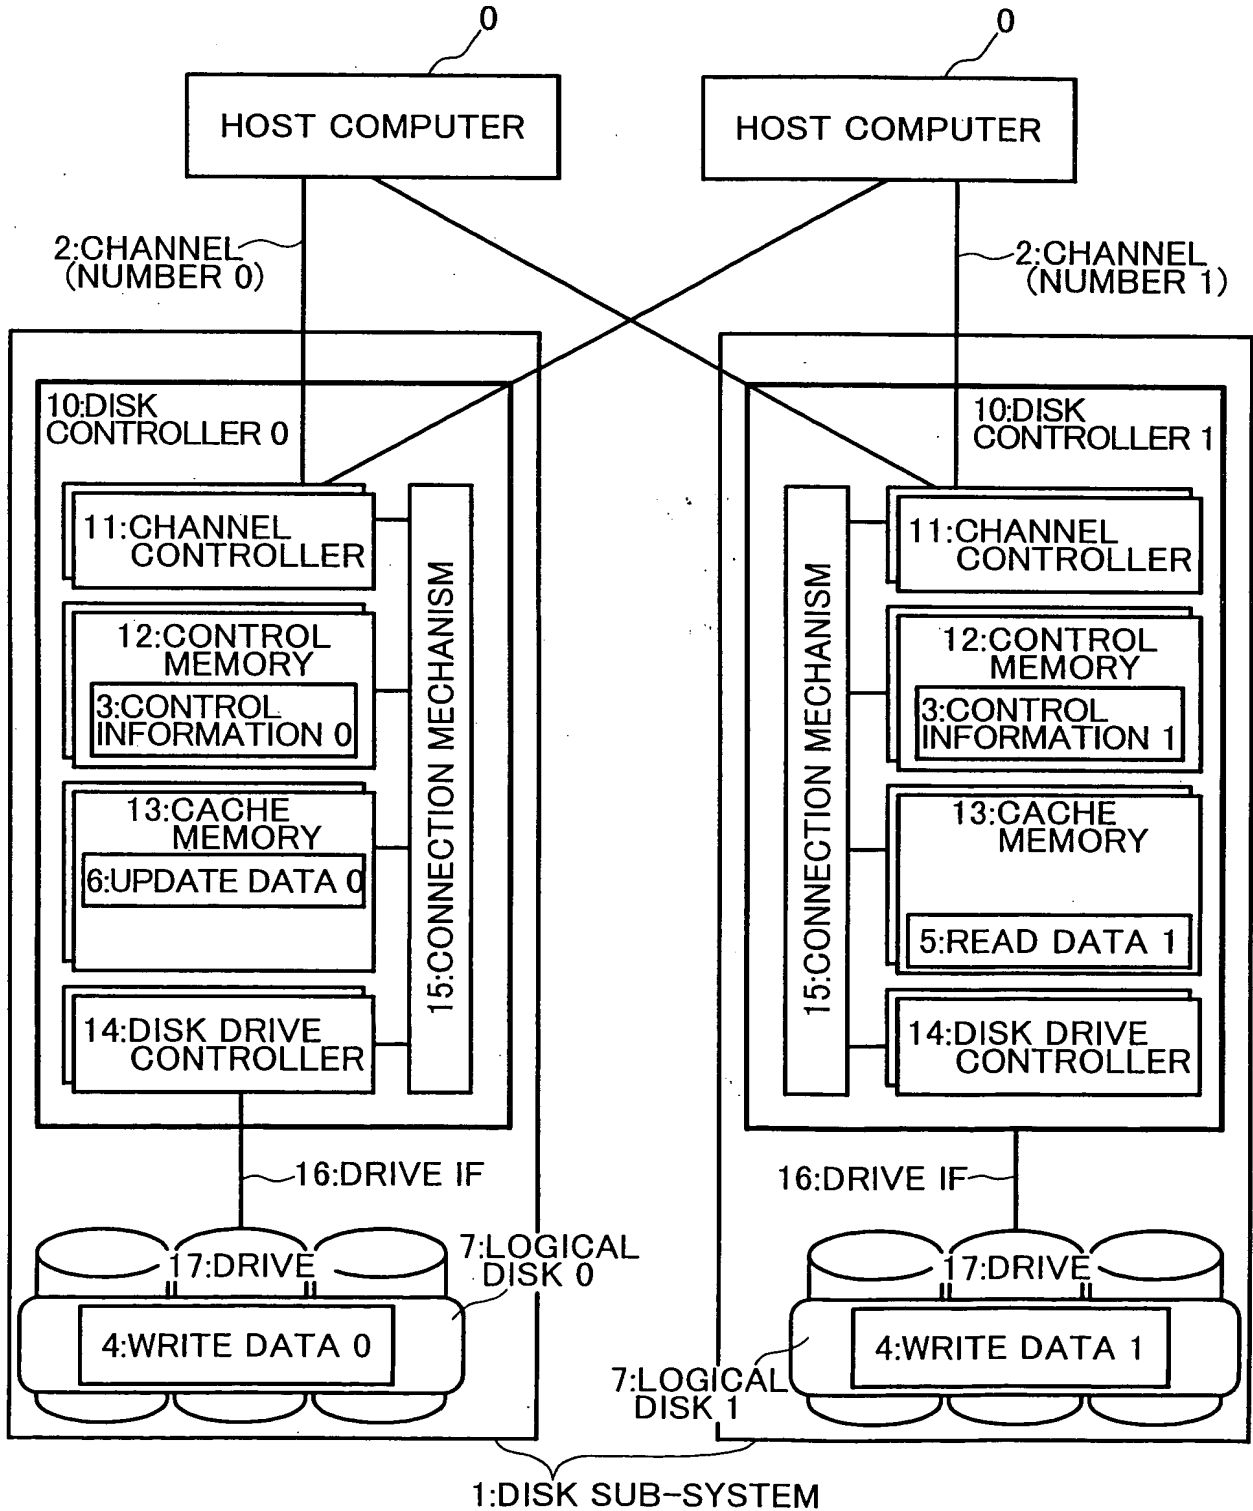 0
0
HOST COMPUTER
HOST COMPUTER
2:CHANNEL
(NUMBER 0)
2:CHANNEL
(NUMBER 1)
10:DISK
CONTROLLER 0
11:CHANNEL
CONTROLLER
12:CONTROL
MEMORY
3:CONTROL
INFORMATION 0
13:CACHE
MEMORY
6:UPDATE DATA 0
14:DISK DRIVE
CONTROLLER
15:CONNECTION MECHANISM
16:DRIVE IF
17:DRIVE
7:LOGICAL
DISK 0
4:WRITE DATA 0
10:DISK
CONTROLLER 1
15:CONNECTION MECHANISM
11:CHANNEL
CONTROLLER
12:CONTROL
MEMORY
3:CONTROL
INFORMATION 1
13:CACHE
MEMORY
5:READ DATA 1
14:DISK DRIVE
CONTROLLER
16:DRIVE IF
17:DRIVE
4:WRITE DATA 1
7:LOGICAL
DISK 1
1:DISK SUB-SYSTEM